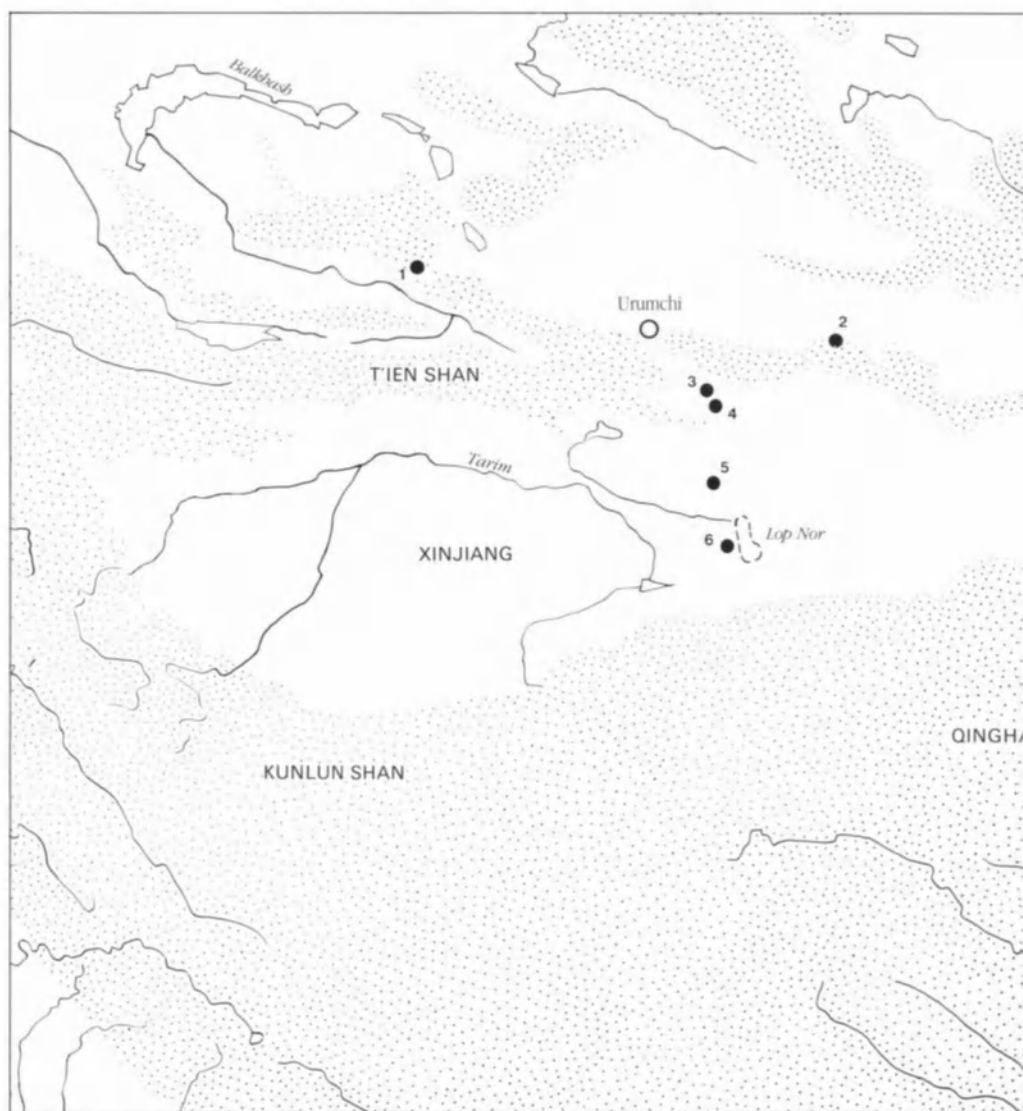 Balkhash
1
Urumchi
2
T'IEN SHAN
3
4
Tarim
5
XINJIANG
6
Lop Nor
QINGHA
KUNLUN SHAN